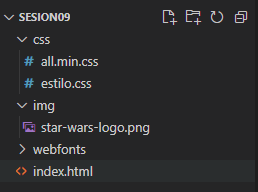 SESION09
css
all.min.css
estilo.css
img
star-wars-logo.png
webfonts
index.html